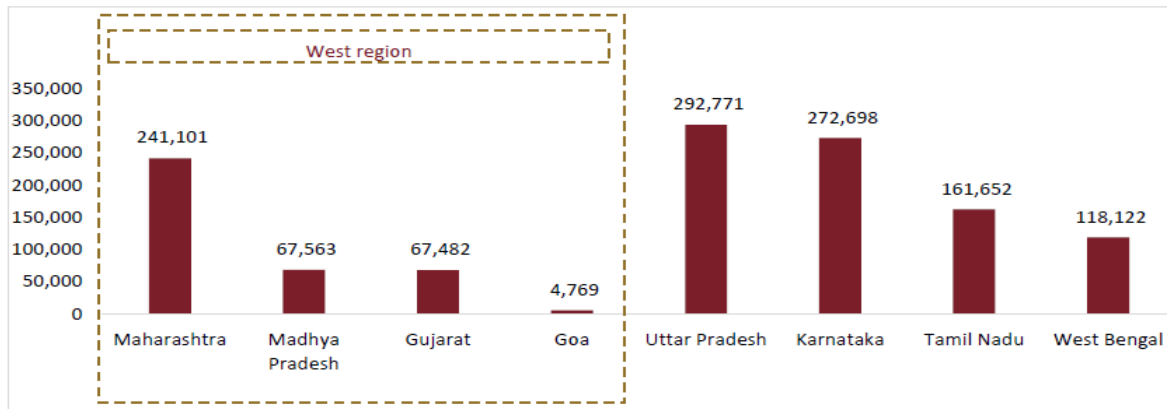 West region
350,000
300,000
250,000
200,000
150,000
100,000
50,000
0
241,101
67,563
67,482
4,769
292,771
272,698
161,652
118,122
Maharashtra
Madhya
Pradesh
Gujarat
Goa
Uttar Pradesh
Karnataka
Tamil Nadu
West Bengal